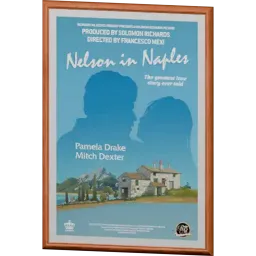 PRODUCED BY SOLOMON RICHARDS
DIRECTED BY FRANCESCO MEXI
Nelson in Naples
The greatest love
story ever told
Pamela Drake
Mitch Dexter